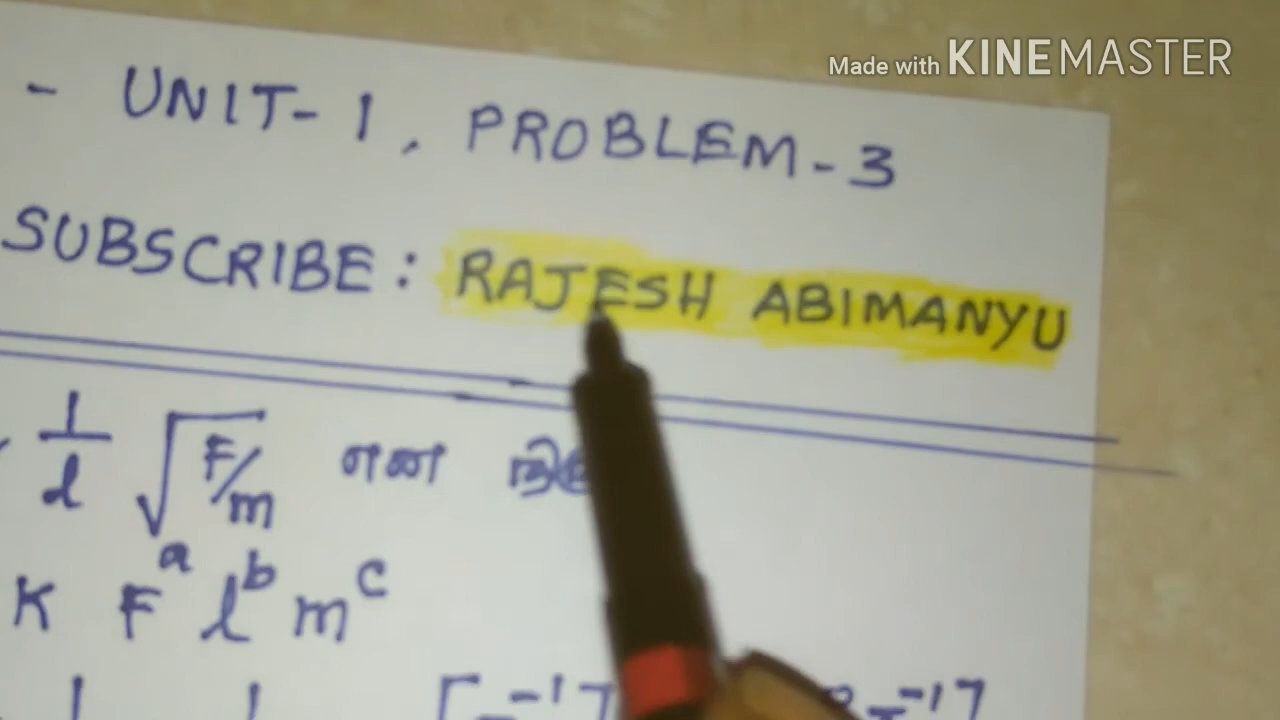 Made with KINEMASTER
- UNIT-1, PROBLEM-3
SUBSCRIBE: RAJESH ABIMANYU
1/l √F/m என
K F^a l^b m^c